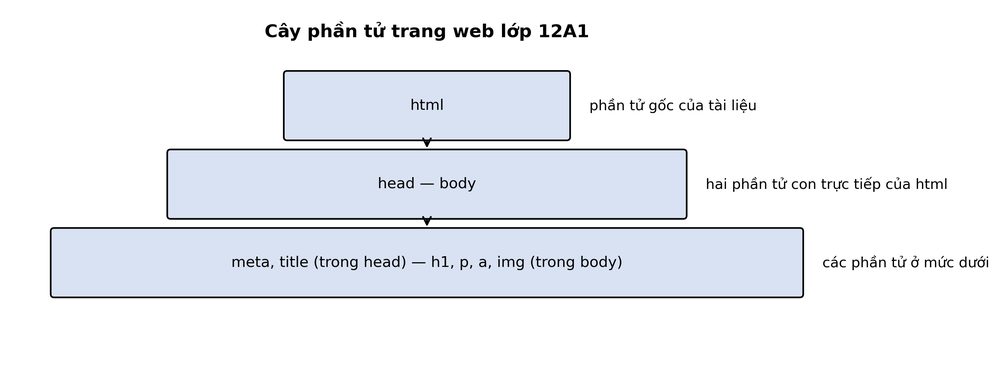 Cây phần tử trang web lớp 12A1
html
phần tử gốc của tài liệu
head — body
hai phần tử con trực tiếp của html
meta, title (trong head) — h1, p, a, img (trong body)
các phần tử ở mức dưới